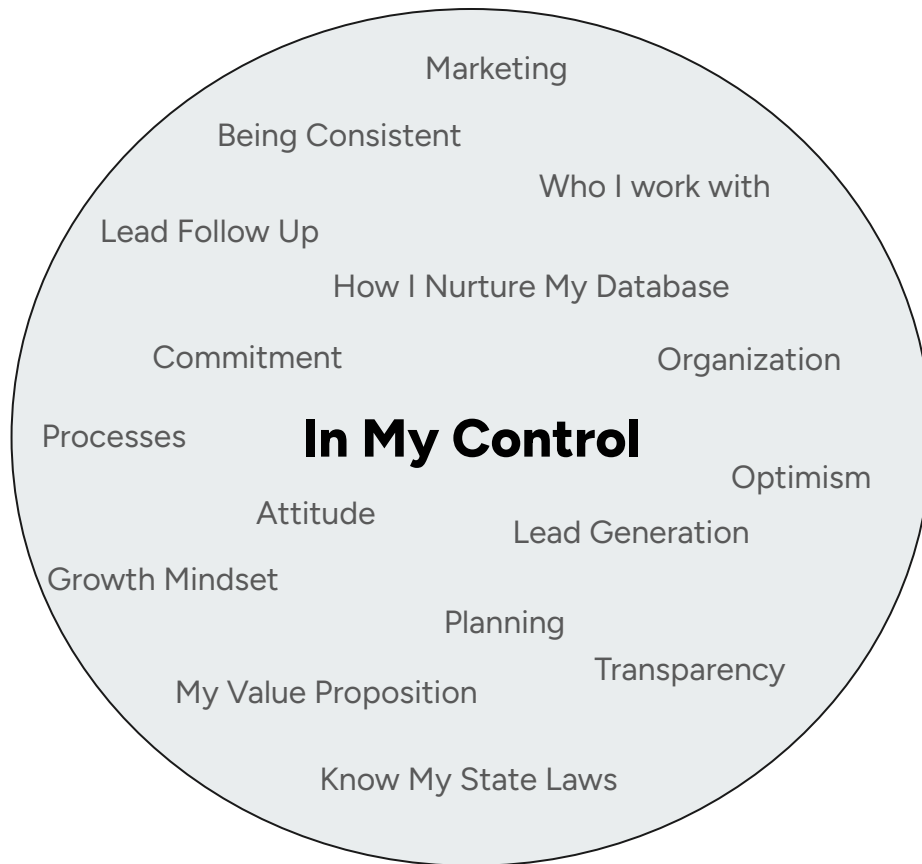 Marketing
Being Consistent
Who I work with
Lead Follow Up
How I Nurture My Database
Commitment
Organization
Processes
In My Control
Optimism
Attitude
Lead Generation
Growth Mindset
Planning
Transparency
My Value Proposition
Know My State Laws